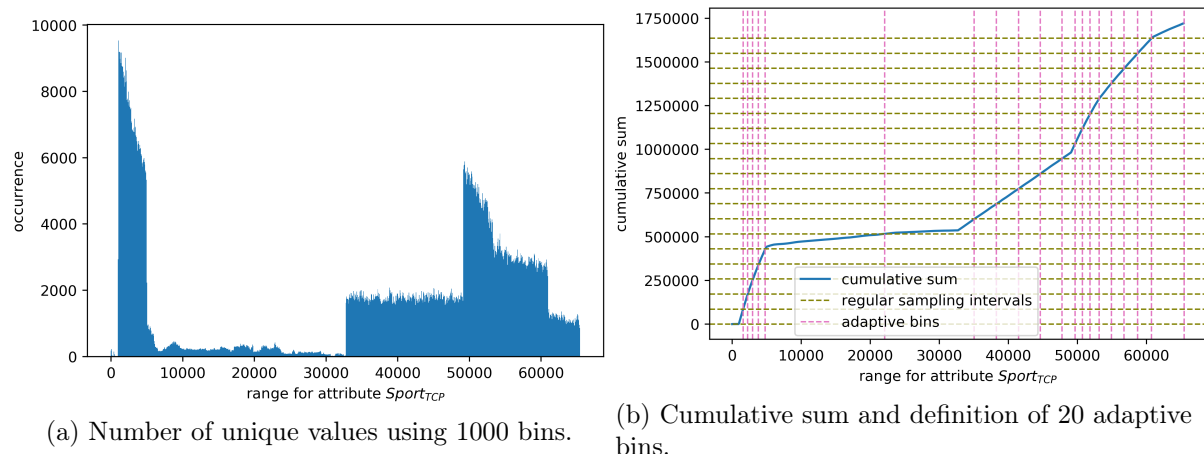 10000
8000
6000
4000
2000
0
occurrence
0
10000
20000
30000
40000
50000
60000
range for attribute Sport_TCP
(a) Number of unique values using 1000 bins.
1750000
1500000
1250000
1000000
750000
500000
250000
0
cumulative sum
cumulative sum
regular sampling intervals
adaptive bins
0
10000
20000
30000
40000
50000
60000
range for attribute Sport_TCP
(b) Cumulative sum and definition of 20 adaptive
bins.